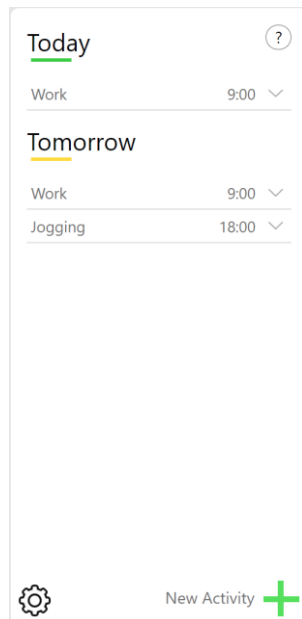 Today
?
Work 9:00
Tomorrow
Work 9:00
Jogging 18:00
New Activity